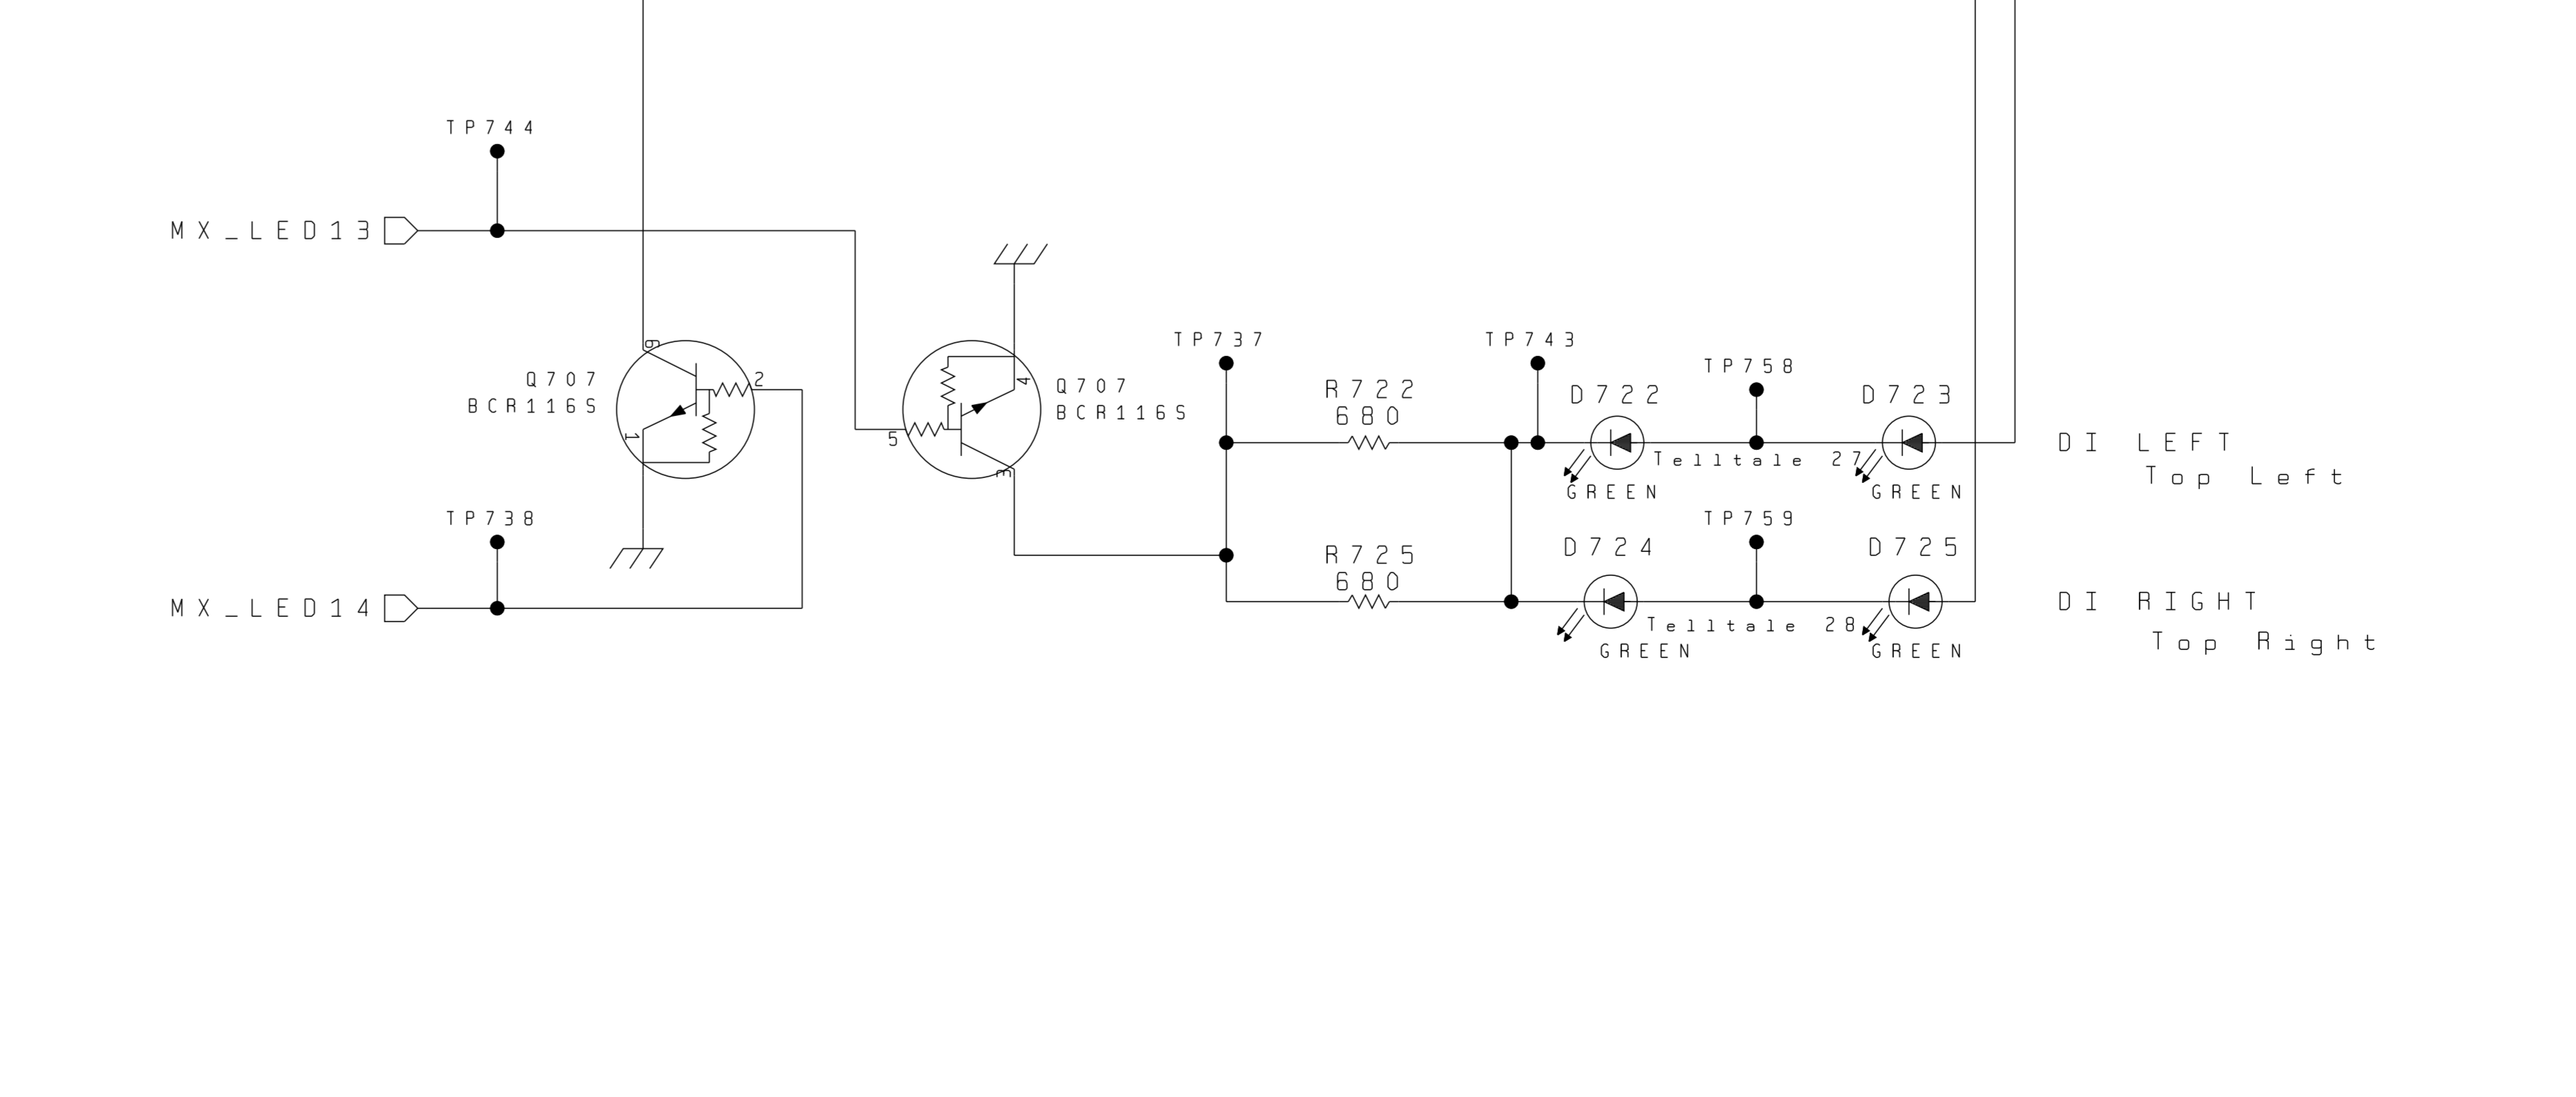 TP744
MX_LED13
TP737
TP743
TP758
6
Q707
BCR116S
2
1
4
Q707
BCR116S
5
3
R722
680
D722
D723
Telltale 27
GREEN
GREEN
DI LEFT
Top Left
TP738
MX_LED14
TP759
R725
680
D724
D725
Telltale 28
GREEN
GREEN
DI RIGHT
Top Right